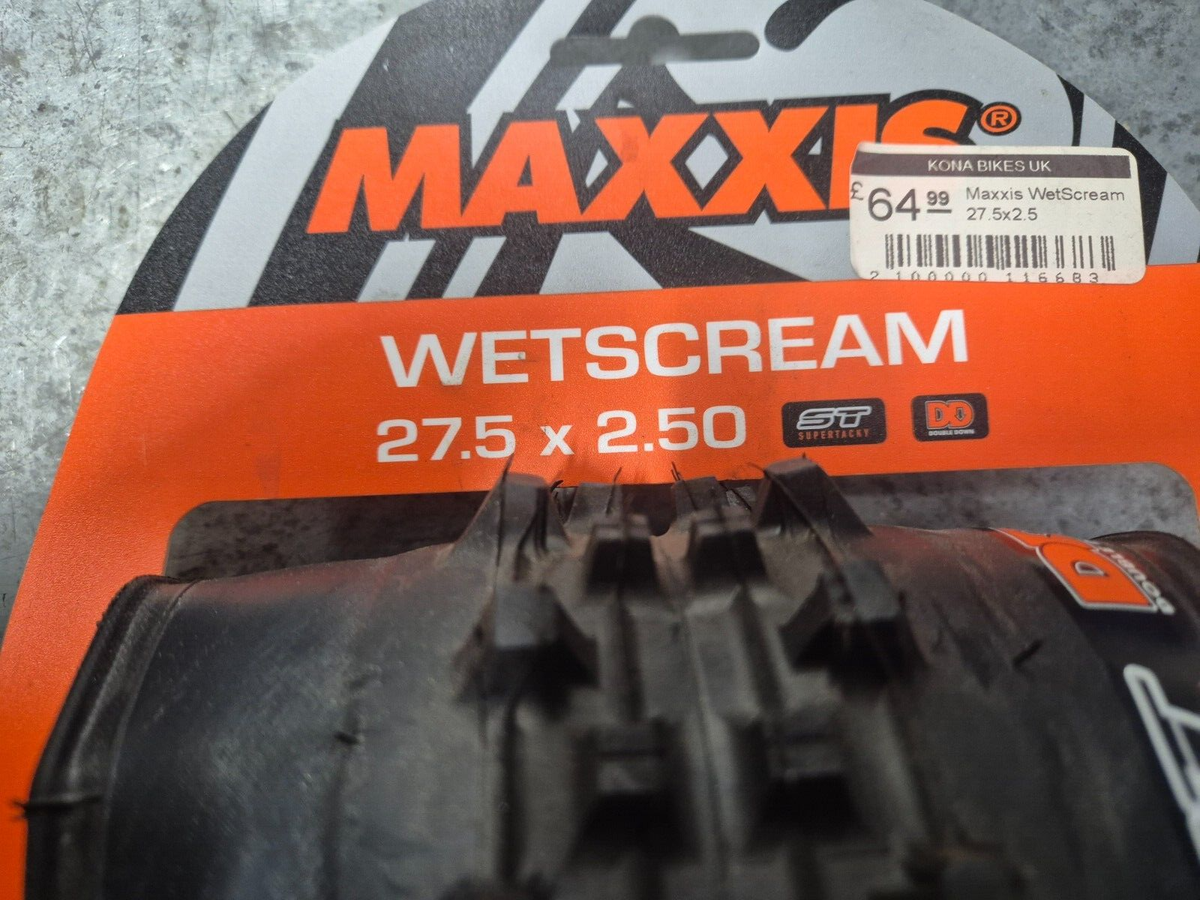 MAXXIS®
KONA BIKES UK
£64.99 Maxxis WetScream
27.5x2.5
2 100000 116683
WETSCREAM
27.5 x 2.50
ST
SUPERTACKY
DD
DOUBLE DOWN
D